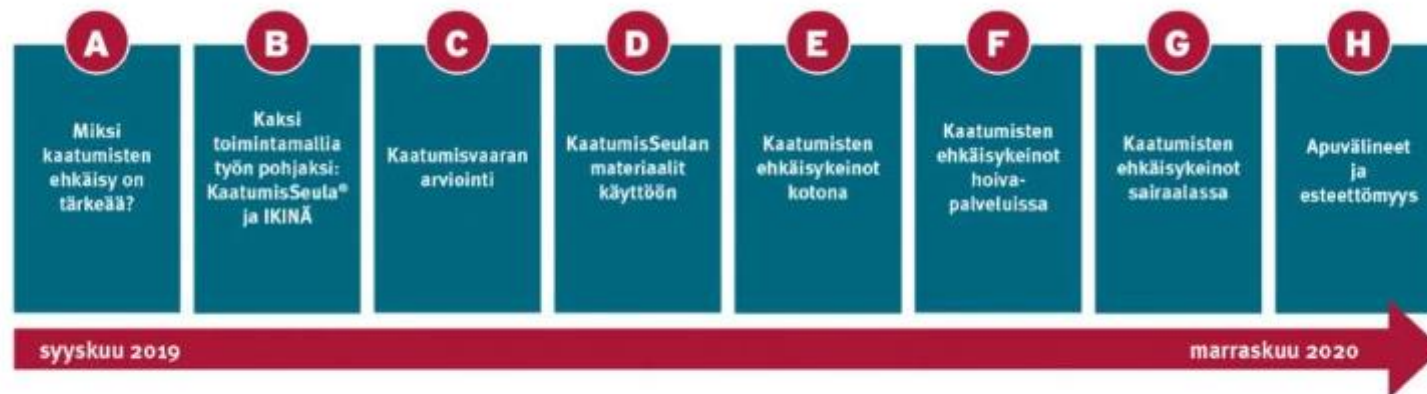 A
Miksi
kaatumisten
ehkäisy on
tärkeää?
B
Kaksi
toimintamallia
työn pohjaksi:
KaatumisSeula®
ja IKINÄ
C
Kaatumisvaaran
arviointi
D
KaatumisSeulan
materiaalit
käyttöön
E
Kaatumisten
ehkäisykeinot
kotona
F
Kaatumisten
ehkäisykeinot
hoiva-
palveluissa
G
Kaatumisten
ehkäisykeinot
sairaalassa
H
Apuvälineet
ja
esteettömyys
syyskuu 2019
marraskuu 2020